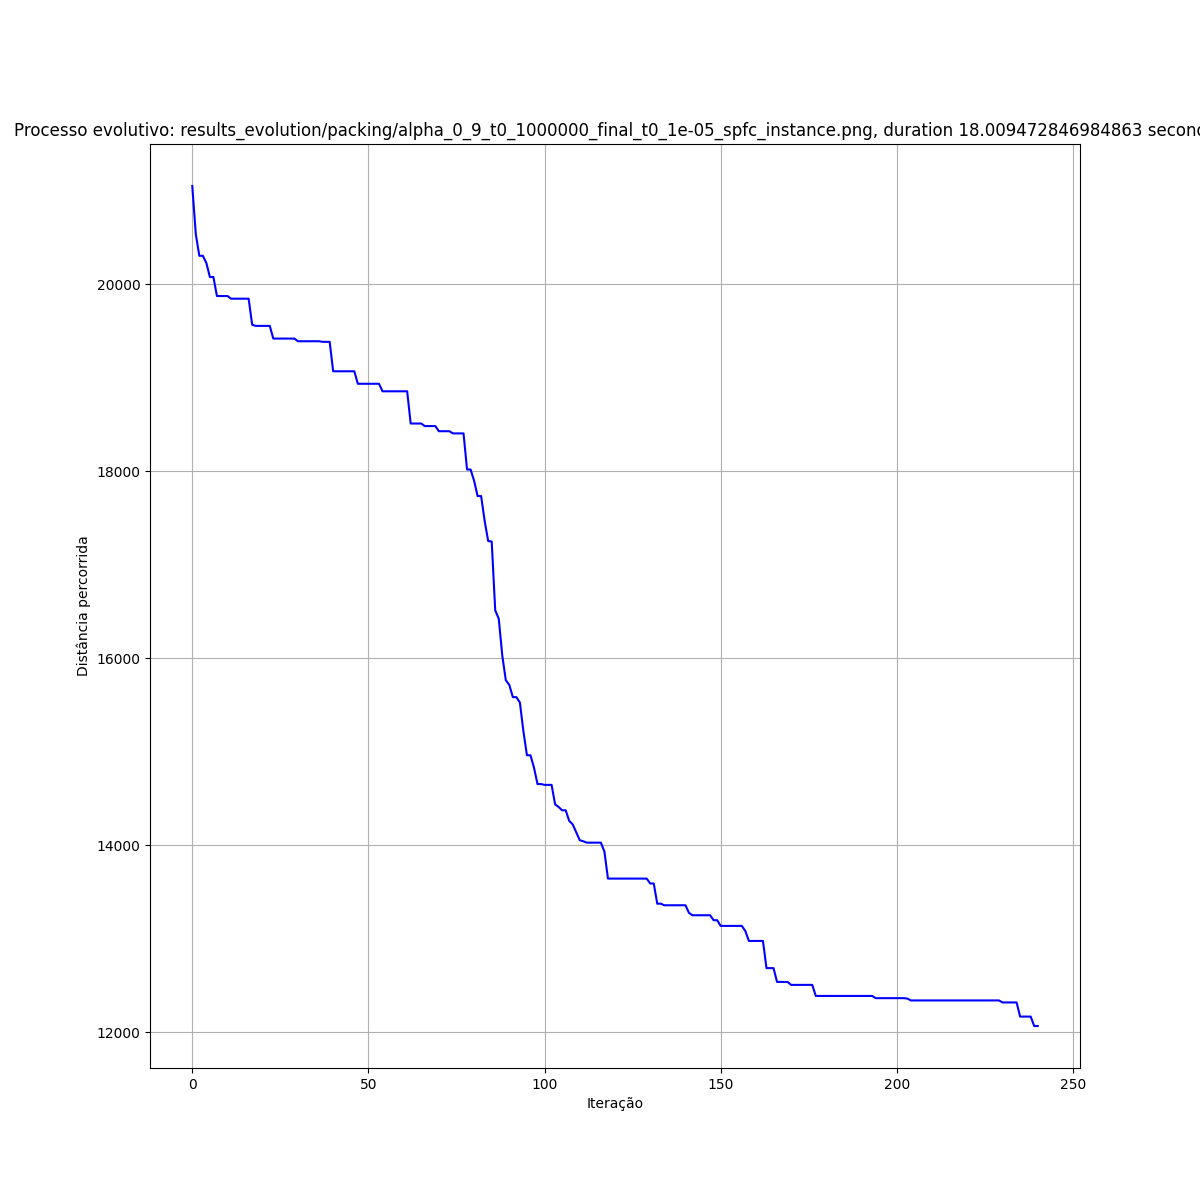 Processo evolutivo: results_evolution/packing/alpha_0_9_t0_1000000_final_t0_1e-05_spfc_instance.png, duration 18.009472846984863 secon
20000
18000
16000
14000
12000
Distância percorrida
0 50 100 150 200 250
Iteração